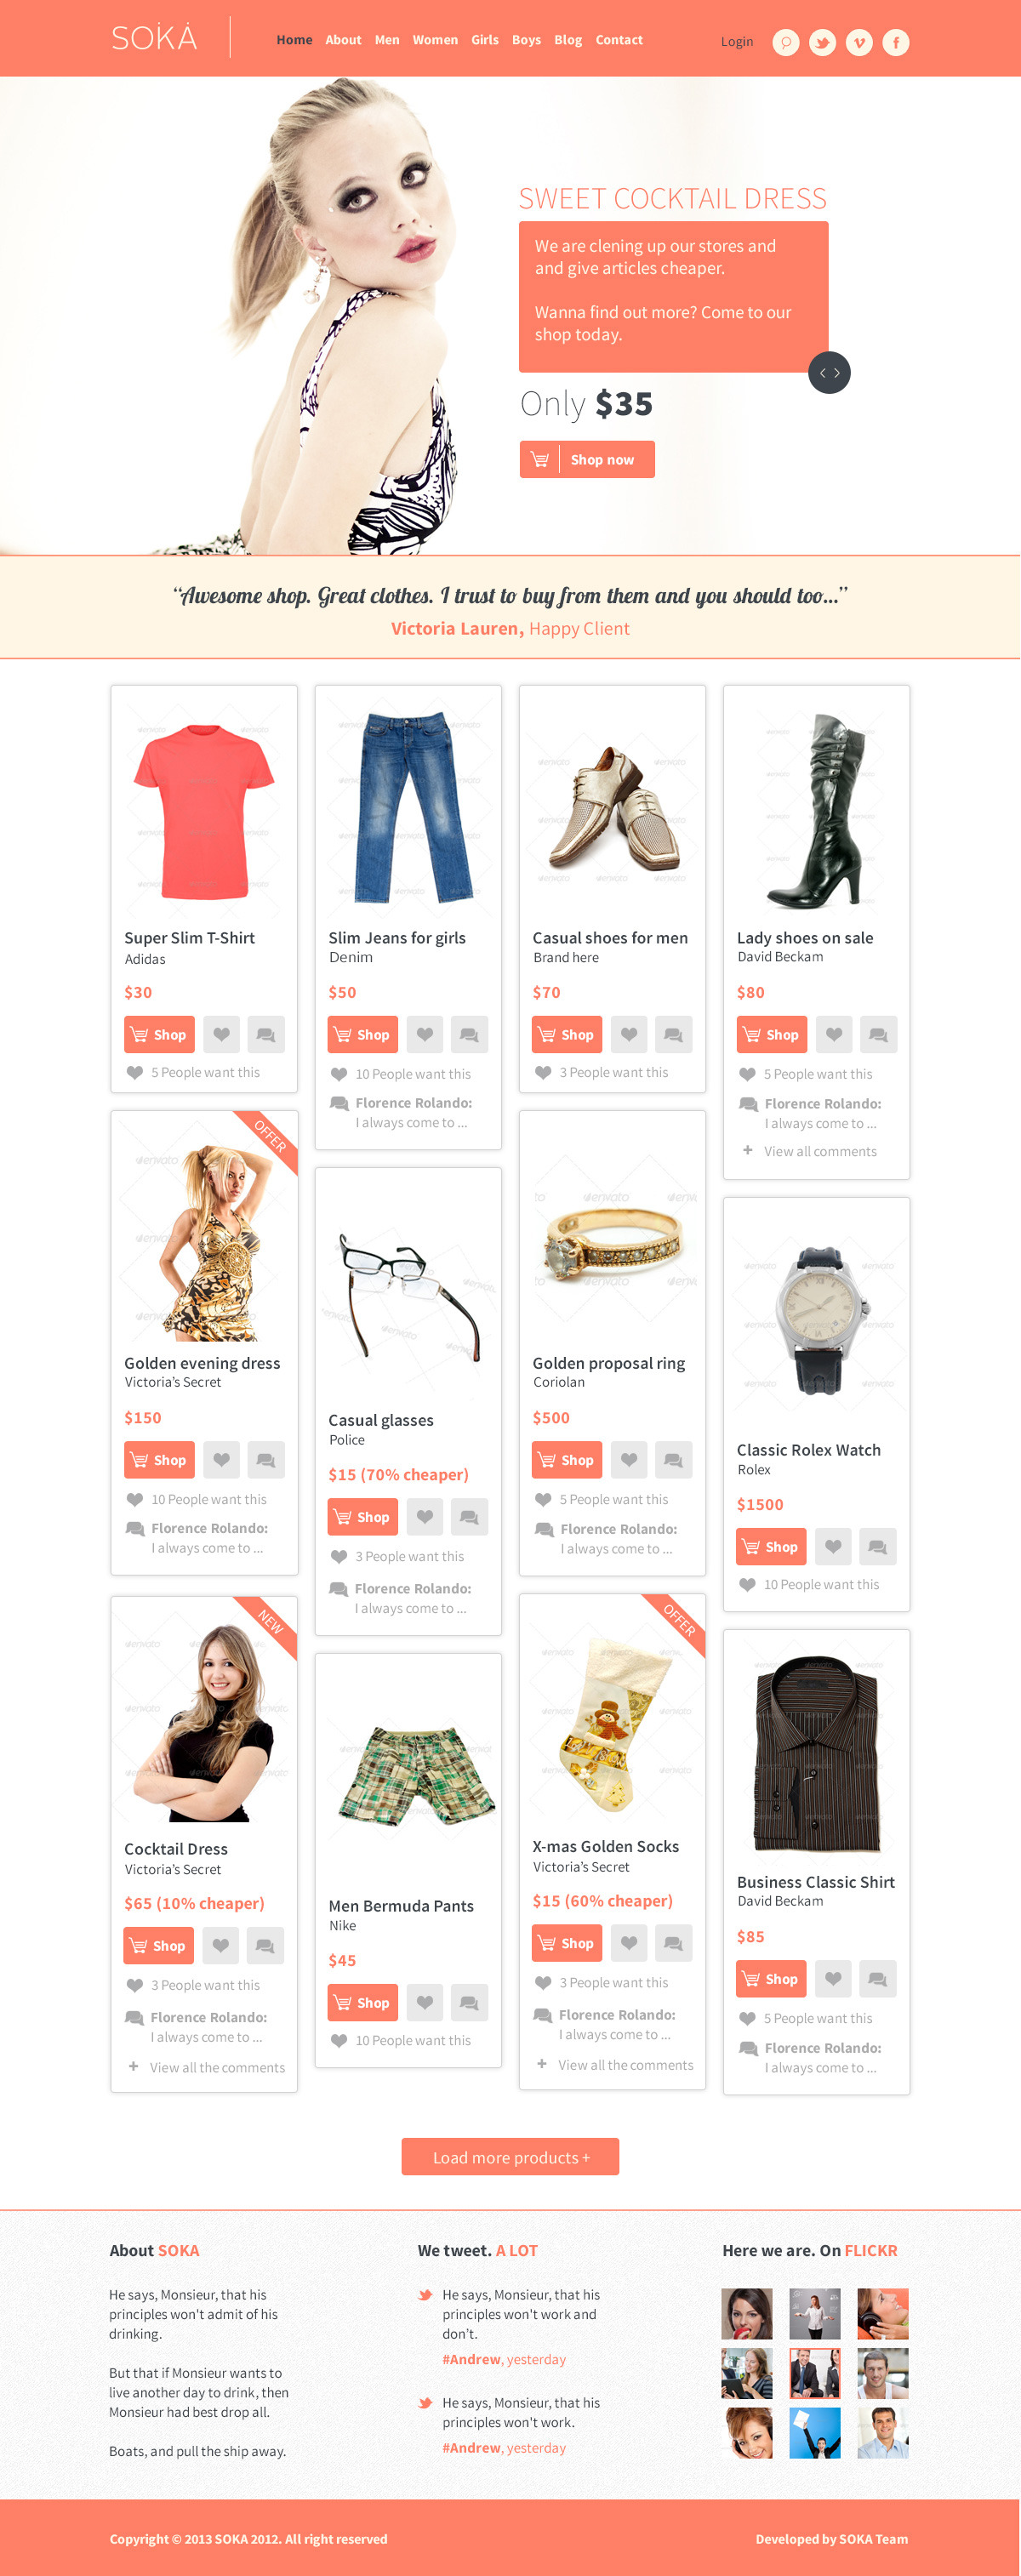 SOKA
Home About Men Women Girls Boys Blog Contact
Login
SWEET COCKTAIL DRESS
We are clening up our stores and
and give articles cheaper.
Wanna find out more? Come to our
shop today.
Only $35
Shop now
“Awesome shop. Great clothes. I trust to buy from them and you should too...”
Victoria Lauren, Happy Client
Super Slim T-Shirt
Adidas
$30
Shop
5 People want this
Slim Jeans for girls
Denim
$50
Shop
10 People want this
Florence Rolando:
I always come to ...
Casual shoes for men
Brand here
$70
Shop
3 People want this
Lady shoes on sale
David Beckam
$80
Shop
5 People want this
Florence Rolando:
I always come to ...
+ View all comments
OFFER
Golden evening dress
Victoria’s Secret
$150
Shop
10 People want this
Florence Rolando:
I always come to ...
Casual glasses
Police
$15 (70% cheaper)
Shop
3 People want this
Florence Rolando:
I always come to ...
envato
Golden proposal ring
Coriolan
$500
Shop
5 People want this
Florence Rolando:
I always come to ...
Classic Rolex Watch
Rolex
$1500
Shop
10 People want this
NEW
Cocktail Dress
Victoria’s Secret
$65 (10% cheaper)
Shop
3 People want this
Florence Rolando:
I always come to ...
+ View all the comments
Men Bermuda Pants
Nike
$45
Shop
10 People want this
OFFER
X-mas Golden Socks
Victoria’s Secret
$15 (60% cheaper)
Shop
3 People want this
Florence Rolando:
I always come to ...
+ View all the comments
Business Classic Shirt
David Beckam
$85
Shop
5 People want this
Florence Rolando:
I always come to ...
Load more products +
About SOKA
He says, Monsieur, that his
principles won't admit of his
drinking.
But that if Monsieur wants to
live another day to drink, then
Monsieur had best drop all.
Boats, and pull the ship away.
We tweet. A LOT
He says, Monsieur, that his
principles won't work and
don’t.
#Andrew, yesterday
He says, Monsieur, that his
principles won't work.
#Andrew, yesterday
Here we are. On FLICKR
Copyright © 2013 SOKA 2012. All right reserved
Developed by SOKA Team